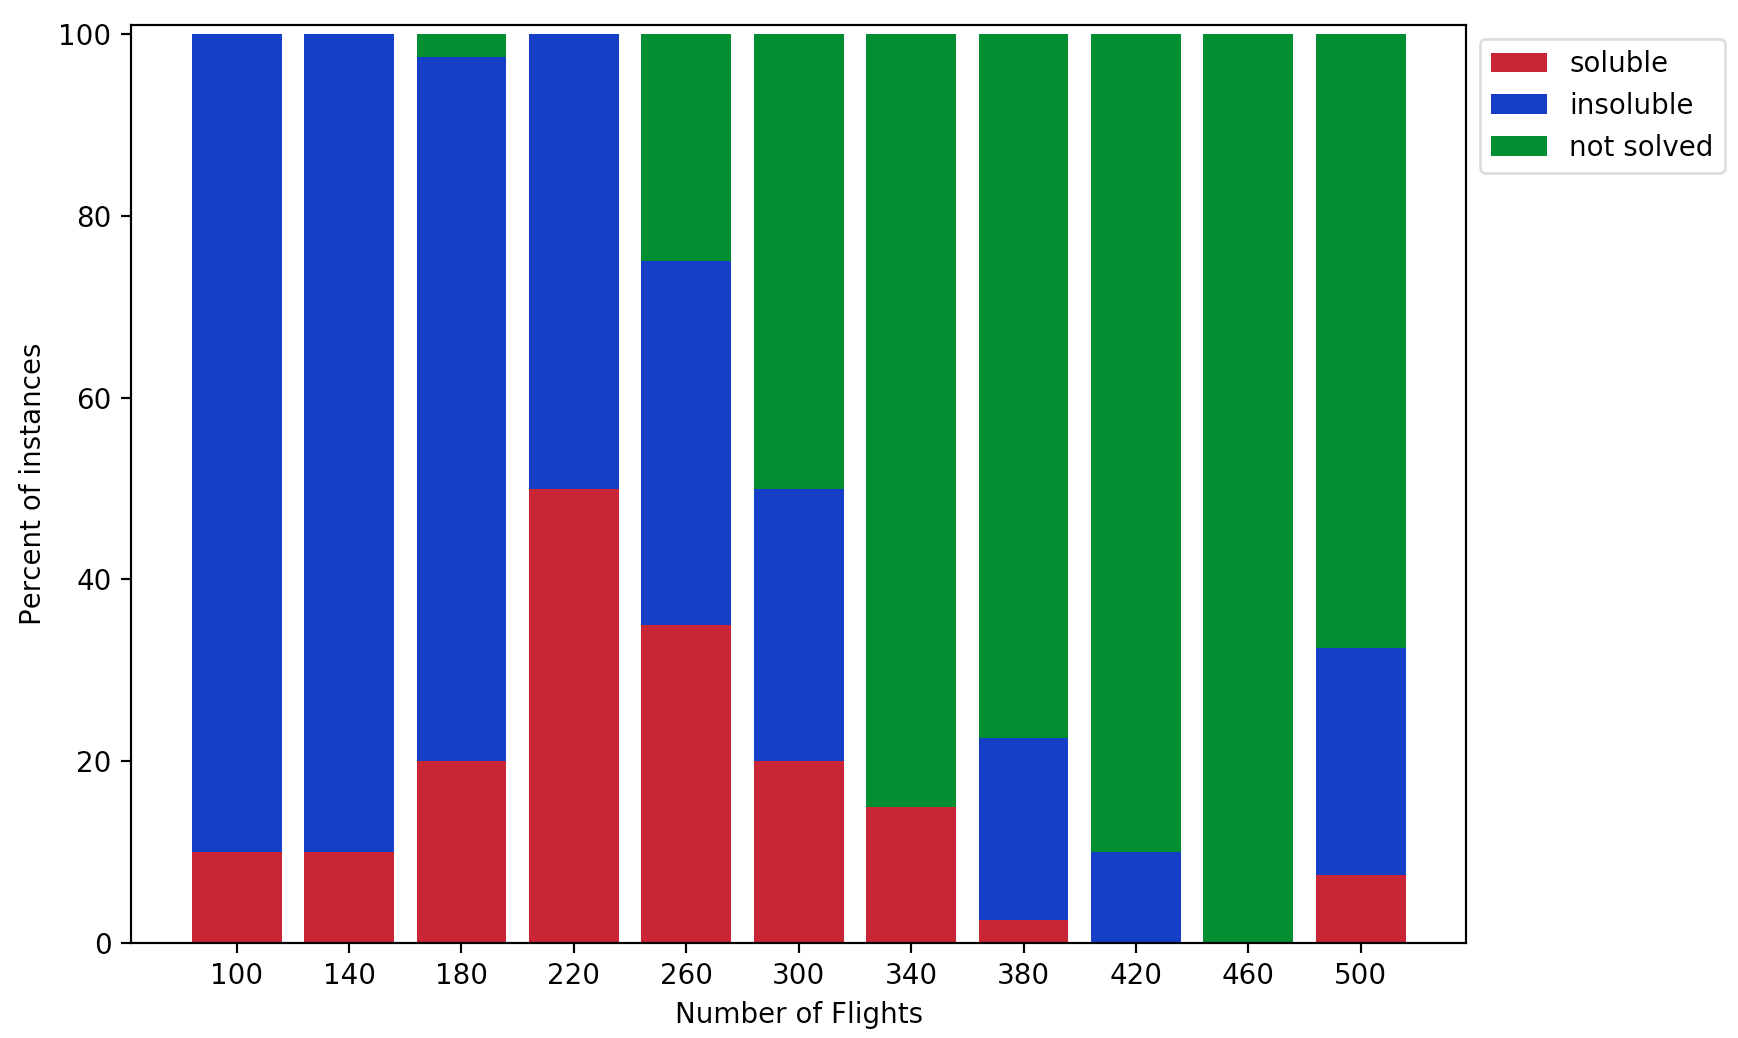 100
80
60
40
20
0
Percent of instances
100 140 180 220 260 300 340 380 420 460 500
Number of Flights
soluble
insoluble
not solved